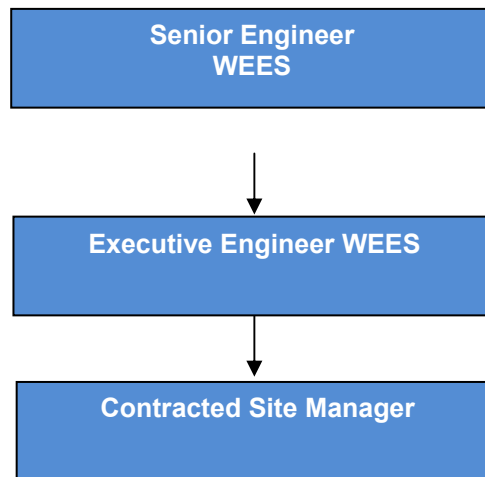 Senior Engineer
WEES
Executive Engineer WEES
Contracted Site Manager